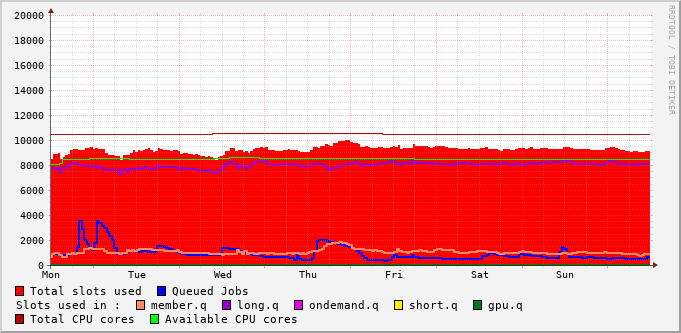 20000
18000
16000
14000
12000
10000
8000
6000
4000
2000
0
Mon Tue Wed Thu Fri Sat Sun
Total slots used Queued Jobs
Slots used in : member.q long.q ondemand.q short.q gpu.q
Total CPU cores Available CPU cores
RRDTOOL / TOBI OETIKER